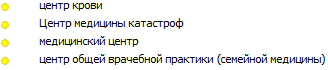 центр крови
Центр медицины катастроф
медицинский центр
центр общей врачебной практики (семейной медицины)